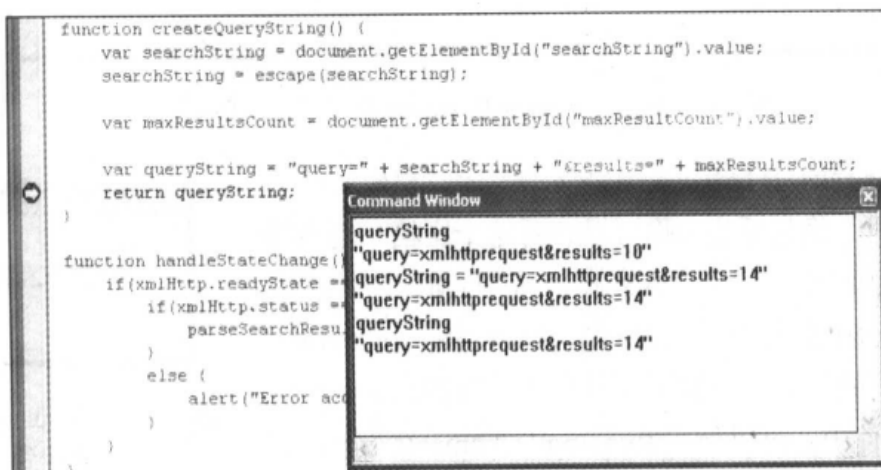 function createQueryString() {
var searchString = document.getElementById("searchString").value;
searchString = escape(searchString);
var maxResultsCount = document.getElementById("maxResultCount").value;
var queryString = "query=" + searchString + "&results=" + maxResultsCount;
return queryString;
}
function handleStateChange()
if(xmlHttp.readyState ==
if(xmlHttp.status ==
parseSearchResu
}
else {
alert("Error acc
}
}
}
Command Window
queryString
"query=xmlhttprequest&results=10"
queryString = "query=xmlhttprequest&results=14"
"query=xmlhttprequest&results=14"
queryString
"query=xmlhttprequest&results=14"